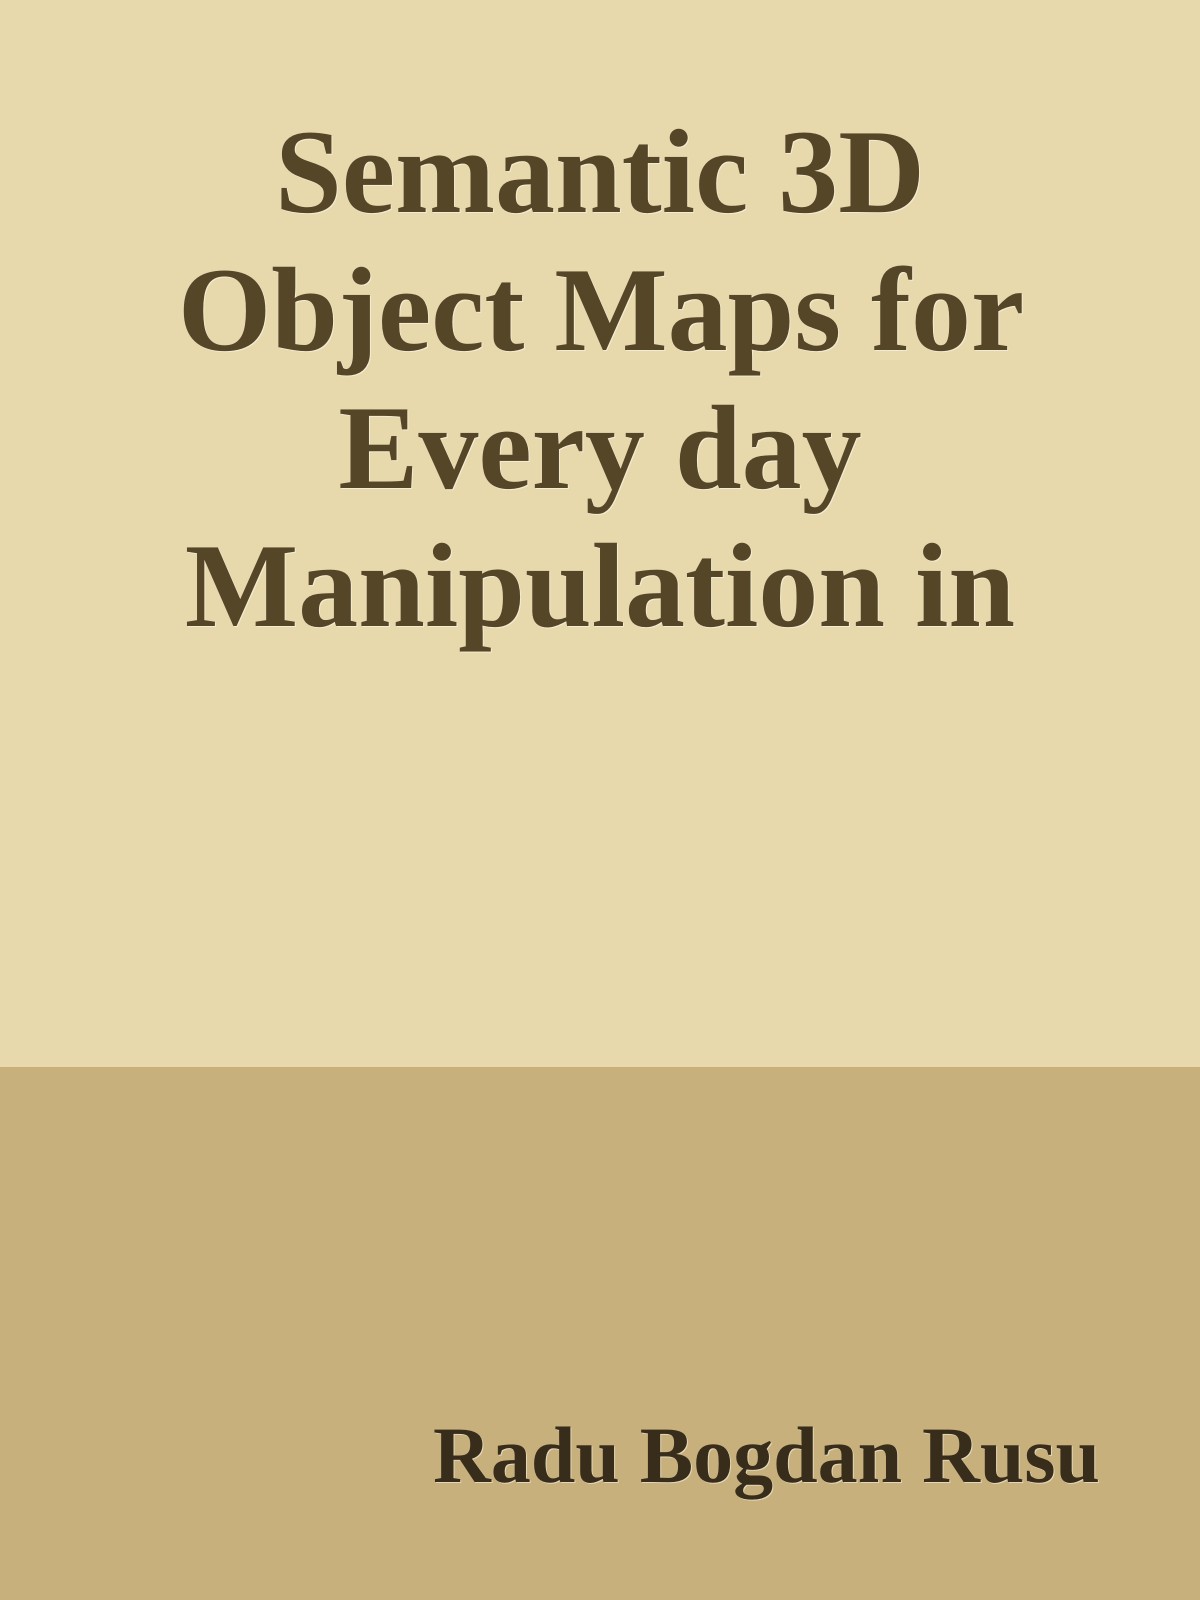 Semantic 3D
Object Maps for
Every day
Manipulation in
Radu Bogdan Rusu